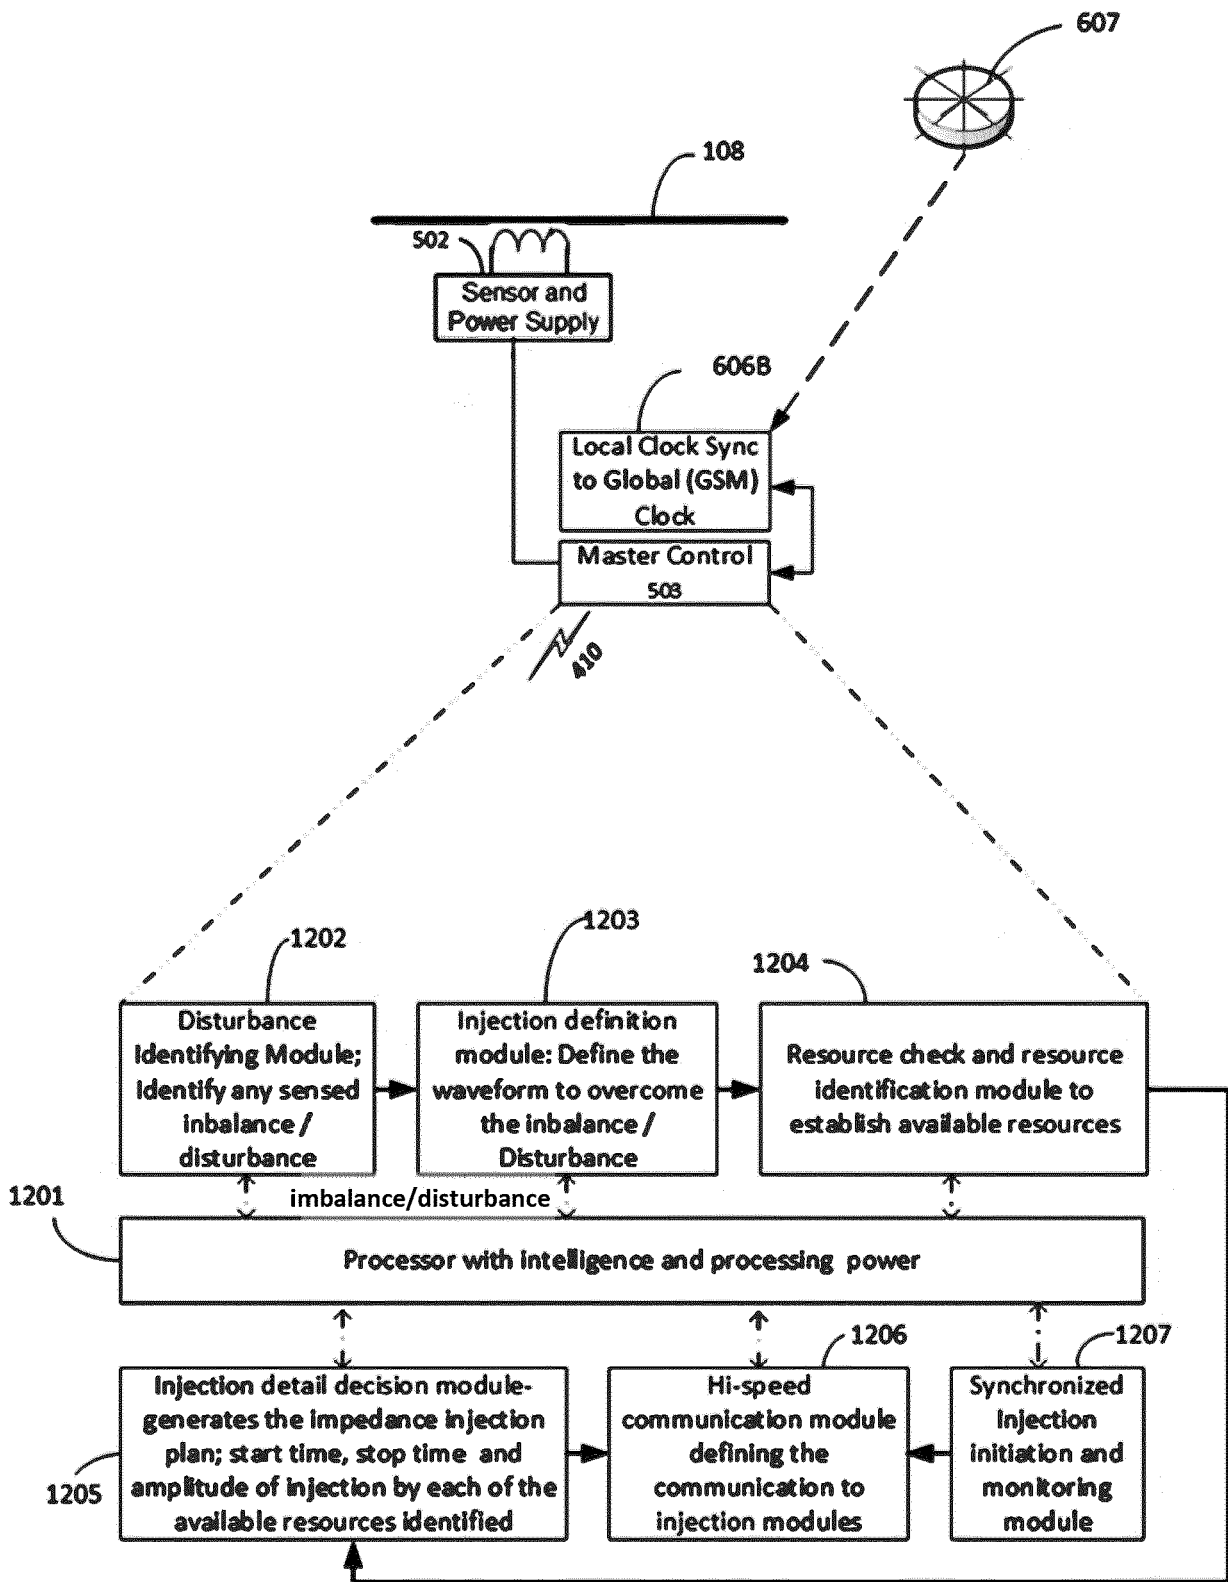 607
108
502
Sensor and
Power Supply
606B
Local Clock Sync
to Global (GSM)
Clock
Master Control
503
410
1202
1203
1204
Disturbance
Identifying Module;
Identify any sensed
inbalance /
disturbance
Injection definition
module: Define the
waveform to overcome
the inbalance /
Disturbance
Resource check and resource
identification module to
establish available resources
1201
imbalance/disturbance
Processor with intelligence and processing power
1206
1207
Injection detail decision module-
generates the impedance injection
plan; start time, stop time and
amplitude of injection by each of the
available resources identified
1205
Hi-speed
communication module
defining the
communication to
injection modules
Synchronized
Injection
initiation and
monitoring
module